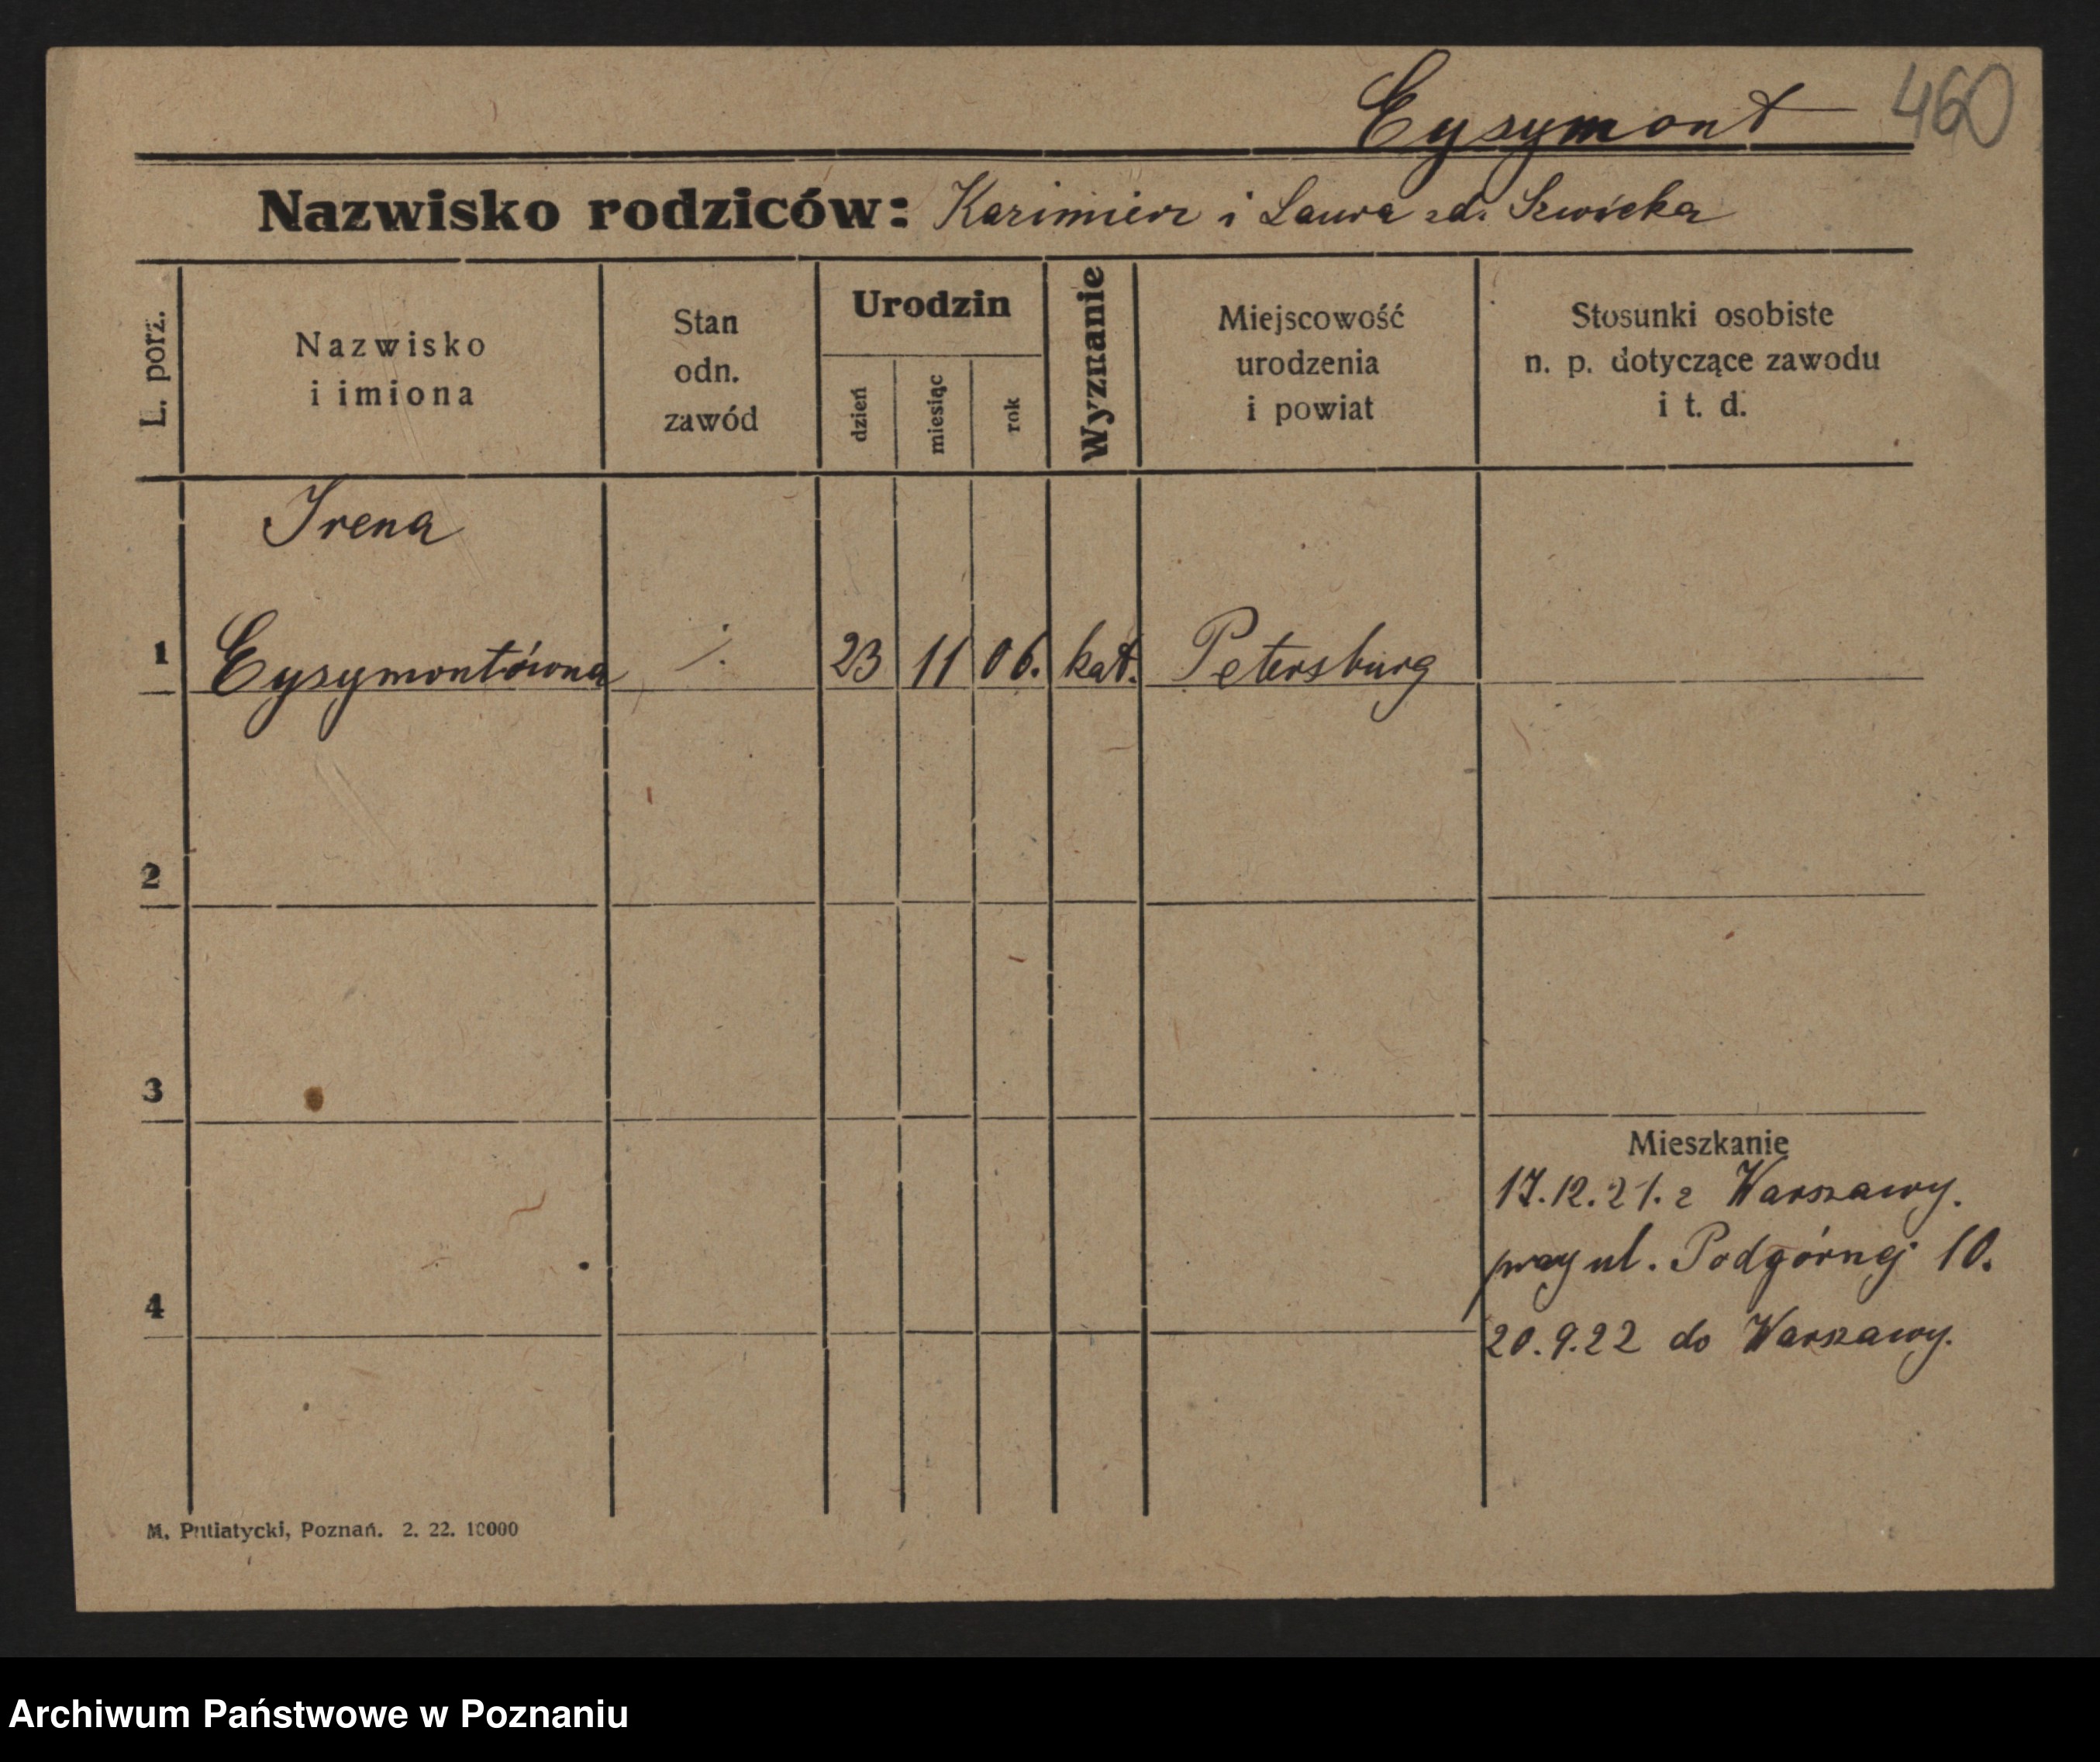 Eysymont 460
Nazwisko rodziców: Kazimierz i Laura zd. Szwicka
L. porz.
Nazwisko
i imiona
Stan
odn.
zawód
Urodzin
dzień
miesiąc
rok
Wyznanie
Miejscowość
urodzenia
i powiat
Stosunki osobiste
n. p. dotyczące zawodu
i t. d.
Irena
1 Eysymontówna ./. 23 11 06. kat. Petersburg
2
3
Mieszkanie
17.12.21. z Warszawy.
przy ul. Podgórnej 10.
4
20.9.22 do Warszawy.
M. Putiatycki, Poznań. 2. 22. 10000
Archiwum Państwowe w Poznaniu